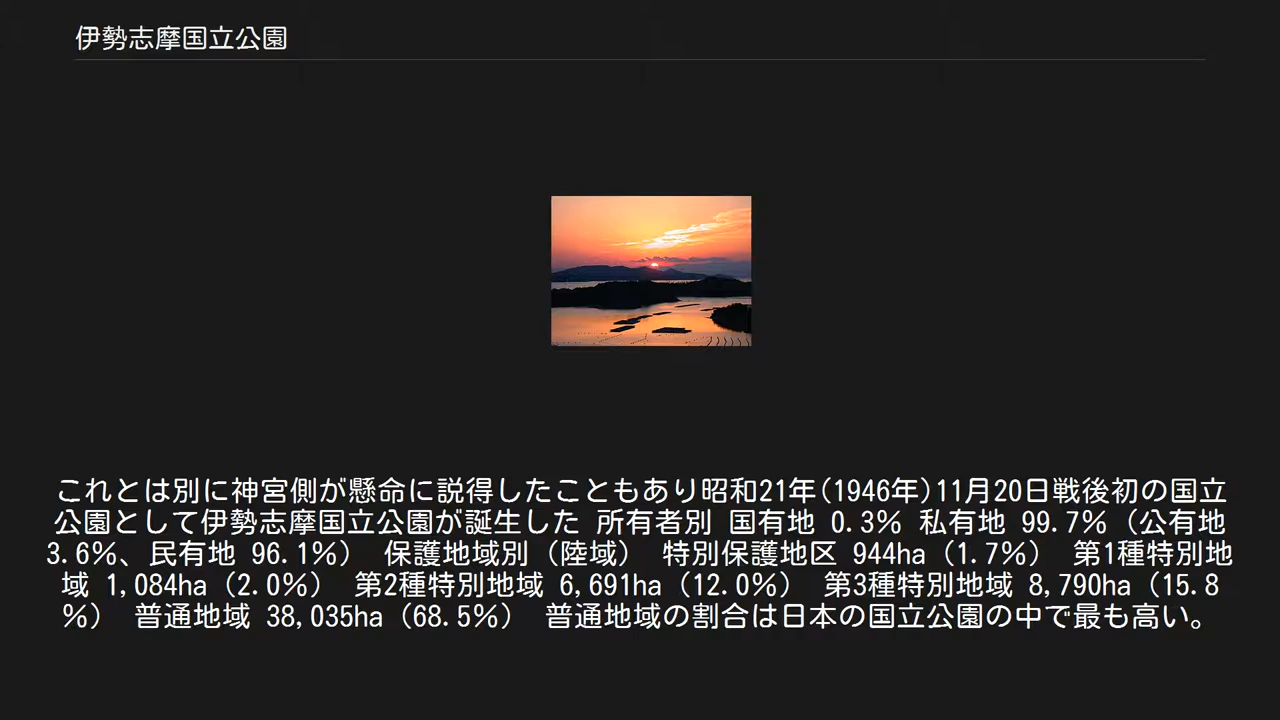 伊勢志摩国立公園
これとは別に神宮側が懸命に説得したこともあり昭和21年(1946年)11月20日戦後初の国立
公園として伊勢志摩国立公園が誕生した 所有者別 国有地 0.3% 私有地 99.7%（公有地
3.6%、民有地 96.1%） 保護地域別（陸域） 特別保護地区 944ha（1.7%） 第1種特別地
域 1,084ha（2.0%） 第2種特別地域 6,691ha（12.0%） 第3種特別地域 8,790ha（15.8
%） 普通地域 38,035ha（68.5%） 普通地域の割合は日本の国立公園の中で最も高い。